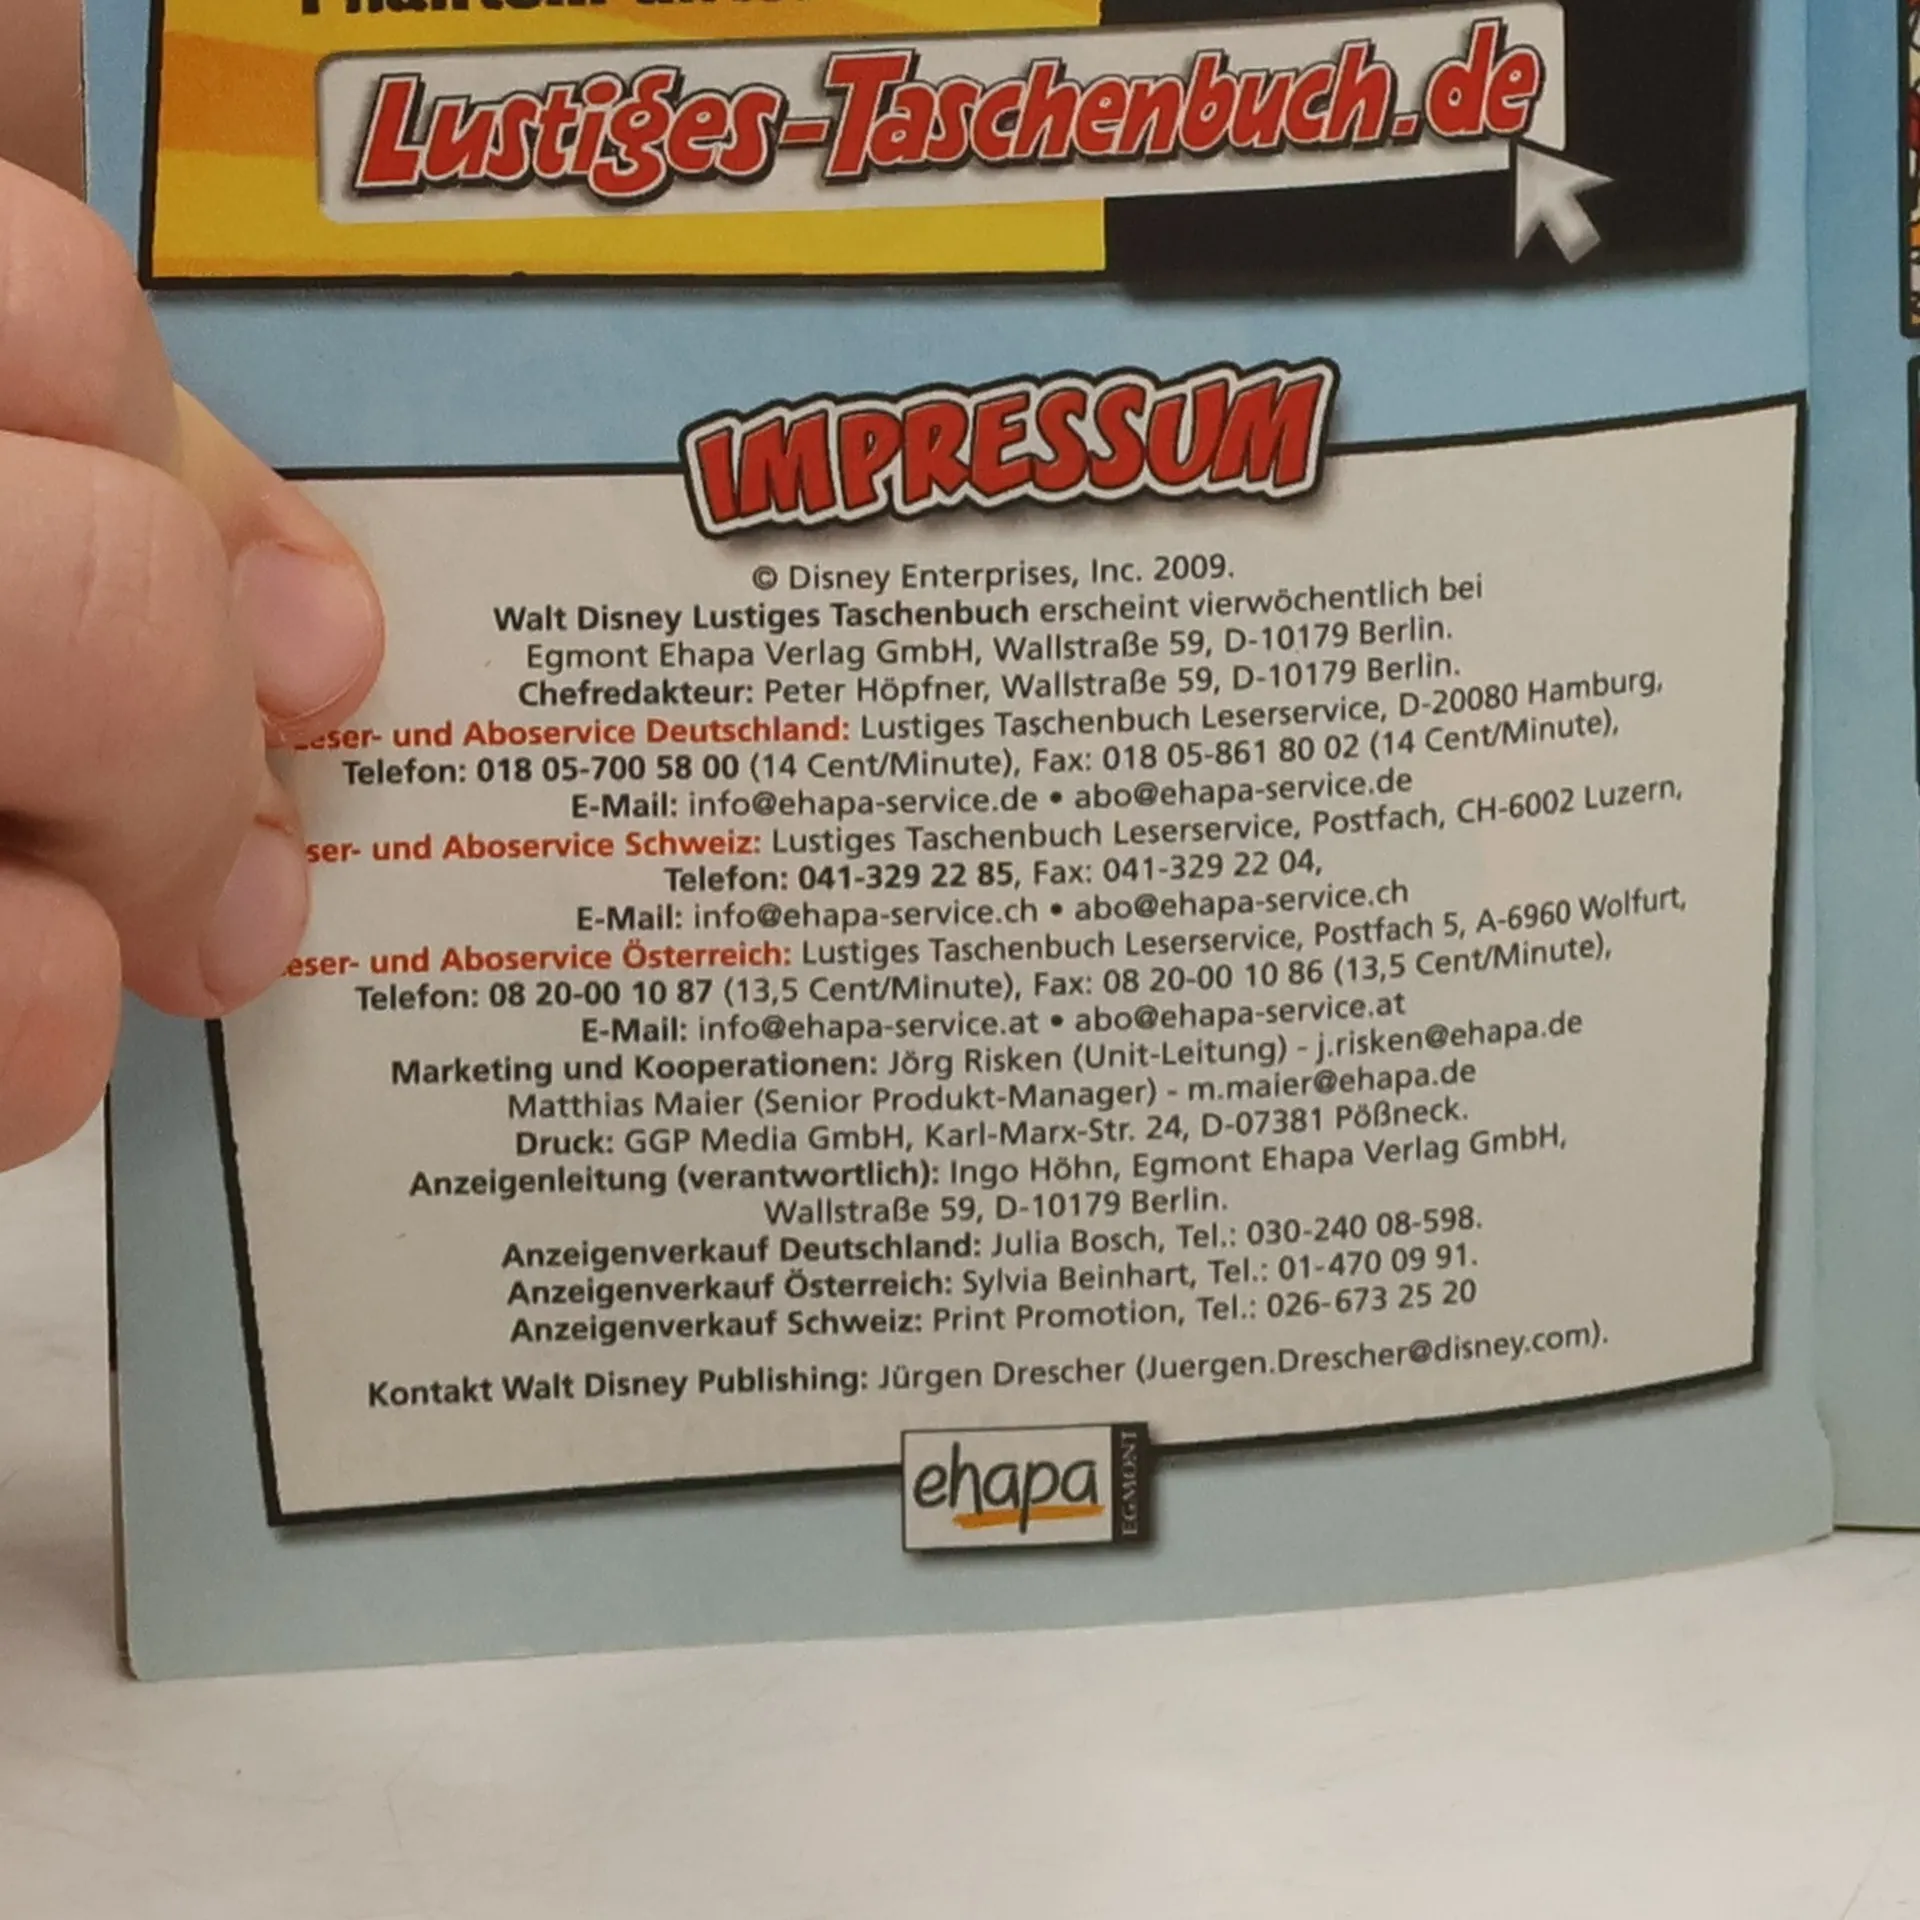 Lustiges-Taschenbuch.de
IMPRESSUM
© Disney Enterprises, Inc. 2009.
Walt Disney Lustiges Taschenbuch erscheint vierwöchentlich bei
Egmont Ehapa Verlag GmbH, Wallstraße 59, D-10179 Berlin.
Chefredakteur: Peter Höpfner, Wallstraße 59, D-10179 Berlin.
eser- und Aboservice Deutschland: Lustiges Taschenbuch Leserservice, D-20080 Hamburg,
Telefon: 018 05-700 58 00 (14 Cent/Minute), Fax: 018 05-861 80 02 (14 Cent/Minute),
E-Mail: info@ehapa-service.de • abo@ehapa-service.de
ser- und Aboservice Schweiz: Lustiges Taschenbuch Leserservice, Postfach, CH-6002 Luzern,
Telefon: 041-329 22 85, Fax: 041-329 22 04,
E-Mail: info@ehapa-service.ch • abo@ehapa-service.ch
eser- und Aboservice Österreich: Lustiges Taschenbuch Leserservice, Postfach 5, A-6960 Wolfurt,
Telefon: 08 20-00 10 87 (13,5 Cent/Minute), Fax: 08 20-00 10 86 (13,5 Cent/Minute),
E-Mail: info@ehapa-service.at • abo@ehapa-service.at
Marketing und Kooperationen: Jörg Risken (Unit-Leitung) - j.risken@ehapa.de
Matthias Maier (Senior Produkt-Manager) - m.maier@ehapa.de
Druck: GGP Media GmbH, Karl-Marx-Str. 24, D-07381 Pößneck.
Anzeigenleitung (verantwortlich): Ingo Höhn, Egmont Ehapa Verlag GmbH,
Wallstraße 59, D-10179 Berlin.
Anzeigenverkauf Deutschland: Julia Bosch, Tel.: 030-240 08-598.
Anzeigenverkauf Österreich: Sylvia Beinhart, Tel.: 01-470 09 91.
Anzeigenverkauf Schweiz: Print Promotion, Tel.: 026-673 25 20
Kontakt Walt Disney Publishing: Jürgen Drescher (Juergen.Drescher@disney.com).
ehapa
EGMONT